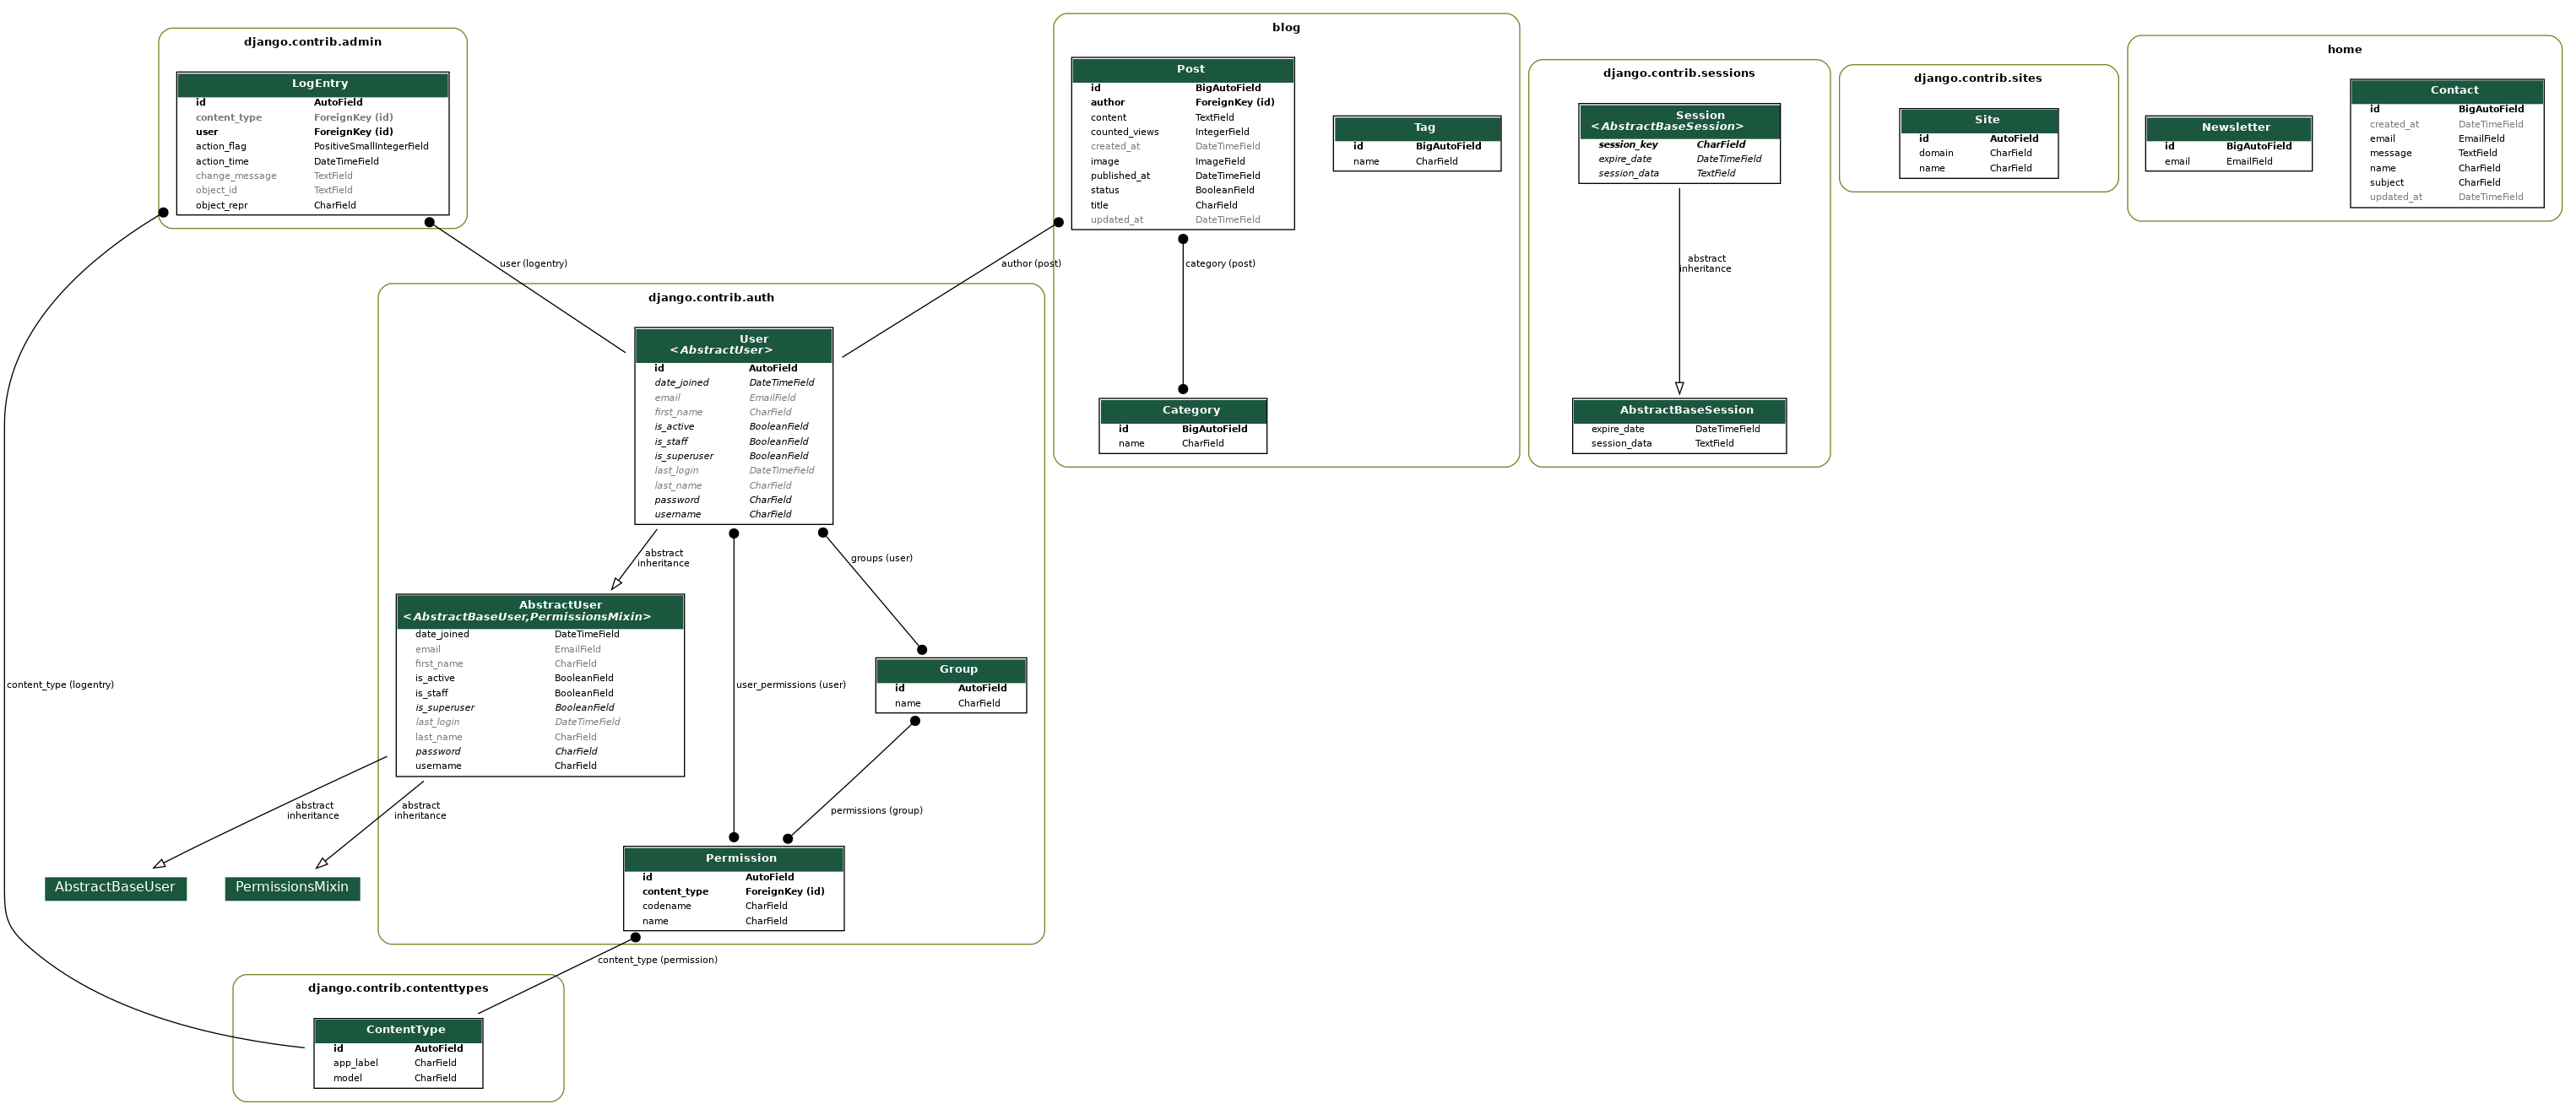 django.contrib.admin
LogEntry
id AutoField
content_type ForeignKey (id)
user ForeignKey (id)
action_flag PositiveSmallIntegerField
action_time DateTimeField
change_message TextField
object_id TextField
object_repr CharField
blog
Post
id BigAutoField
author ForeignKey (id)
content TextField
counted_views IntegerField
created_at DateTimeField
image ImageField
published_at DateTimeField
status BooleanField
title CharField
updated_at DateTimeField
Tag
id BigAutoField
name CharField
django.contrib.sessions
Session
<AbstractBaseSession>
session_key CharField
expire_date DateTimeField
session_data TextField
django.contrib.sites
Site
id AutoField
domain CharField
name CharField
home
Newsletter
id BigAutoField
email EmailField
Contact
id BigAutoField
created_at DateTimeField
email EmailField
message TextField
name CharField
subject CharField
updated_at DateTimeField
user (logentry)
author (post)
category (post)
abstract
inheritance
django.contrib.auth
User
<AbstractUser>
id AutoField
date_joined DateTimeField
email EmailField
first_name CharField
is_active BooleanField
is_staff BooleanField
is_superuser BooleanField
last_login DateTimeField
last_name CharField
password CharField
username CharField
Category
id BigAutoField
name CharField
AbstractBaseSession
expire_date DateTimeField
session_data TextField
abstract
inheritance
groups (user)
AbstractUser
<AbstractBaseUser,PermissionsMixin>
date_joined DateTimeField
email EmailField
first_name CharField
is_active BooleanField
is_staff BooleanField
is_superuser BooleanField
last_login DateTimeField
last_name CharField
password CharField
username CharField
content_type (logentry)
user_permissions (user)
Group
id AutoField
name CharField
abstract
inheritance
abstract
inheritance
permissions (group)
AbstractBaseUser
PermissionsMixin
Permission
id AutoField
content_type ForeignKey (id)
codename CharField
name CharField
content_type (permission)
django.contrib.contenttypes
ContentType
id AutoField
app_label CharField
model CharField